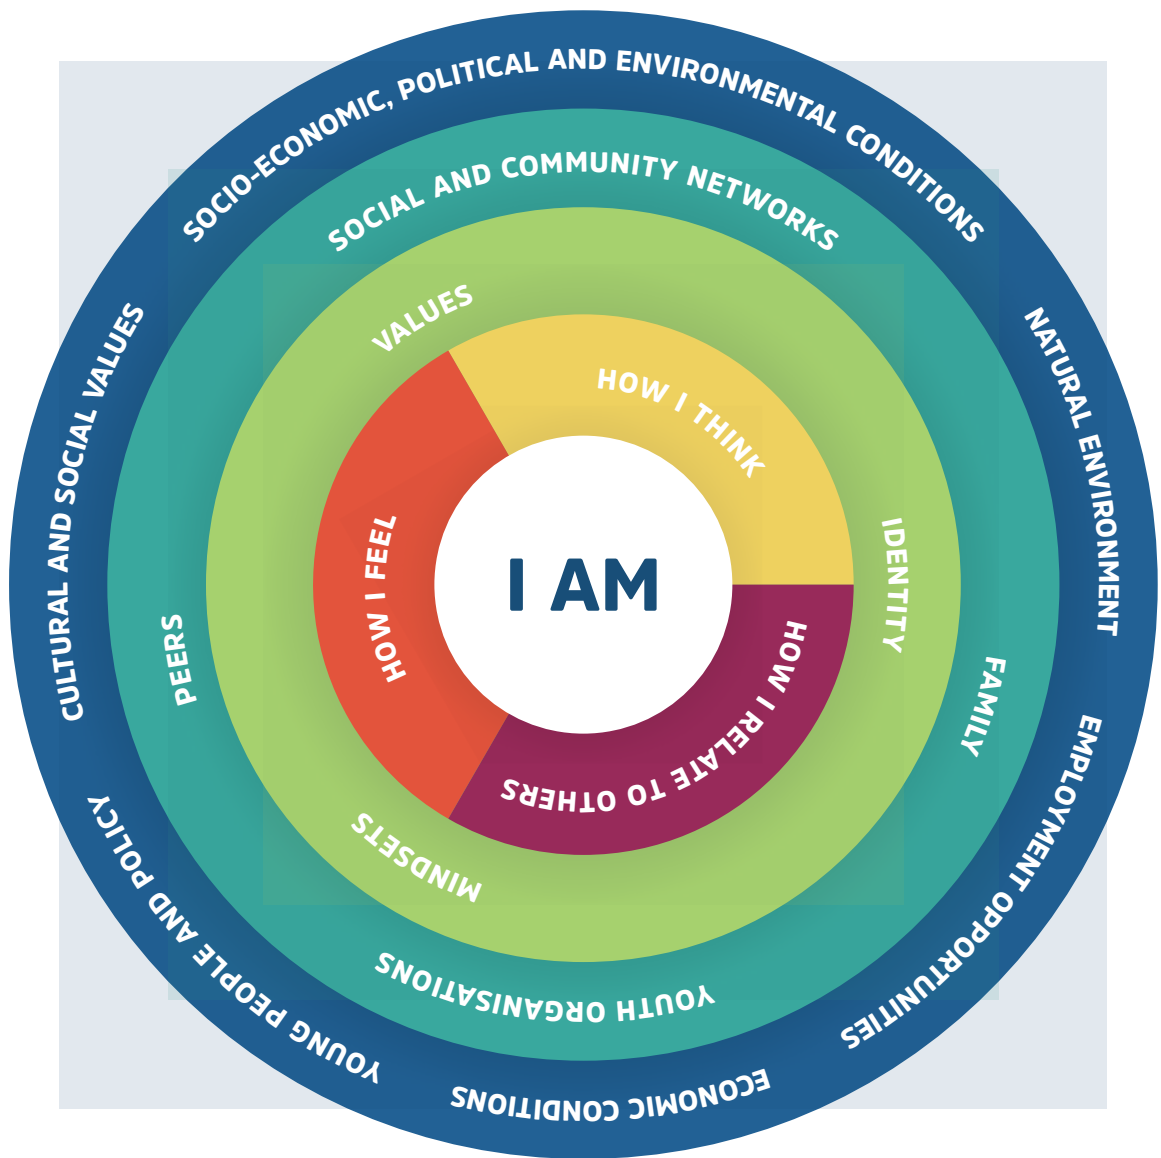 SOCIO-ECONOMIC, POLITICAL AND ENVIRONMENTAL CONDITIONS
NATURAL ENVIRONMENT
EMPLOYMENT OPPORTUNITIES
ECONOMIC CONDITIONS
YOUNG PEOPLE AND POLICY
CULTURAL AND SOCIAL VALUES
SOCIAL AND COMMUNITY NETWORKS
FAMILY
YOUTH ORGANISATIONS
PEERS
VALUES
IDENTITY
MINDSETS
HOW I THINK
HOW I RELATE TO OTHERS
HOW I FEEL
I AM